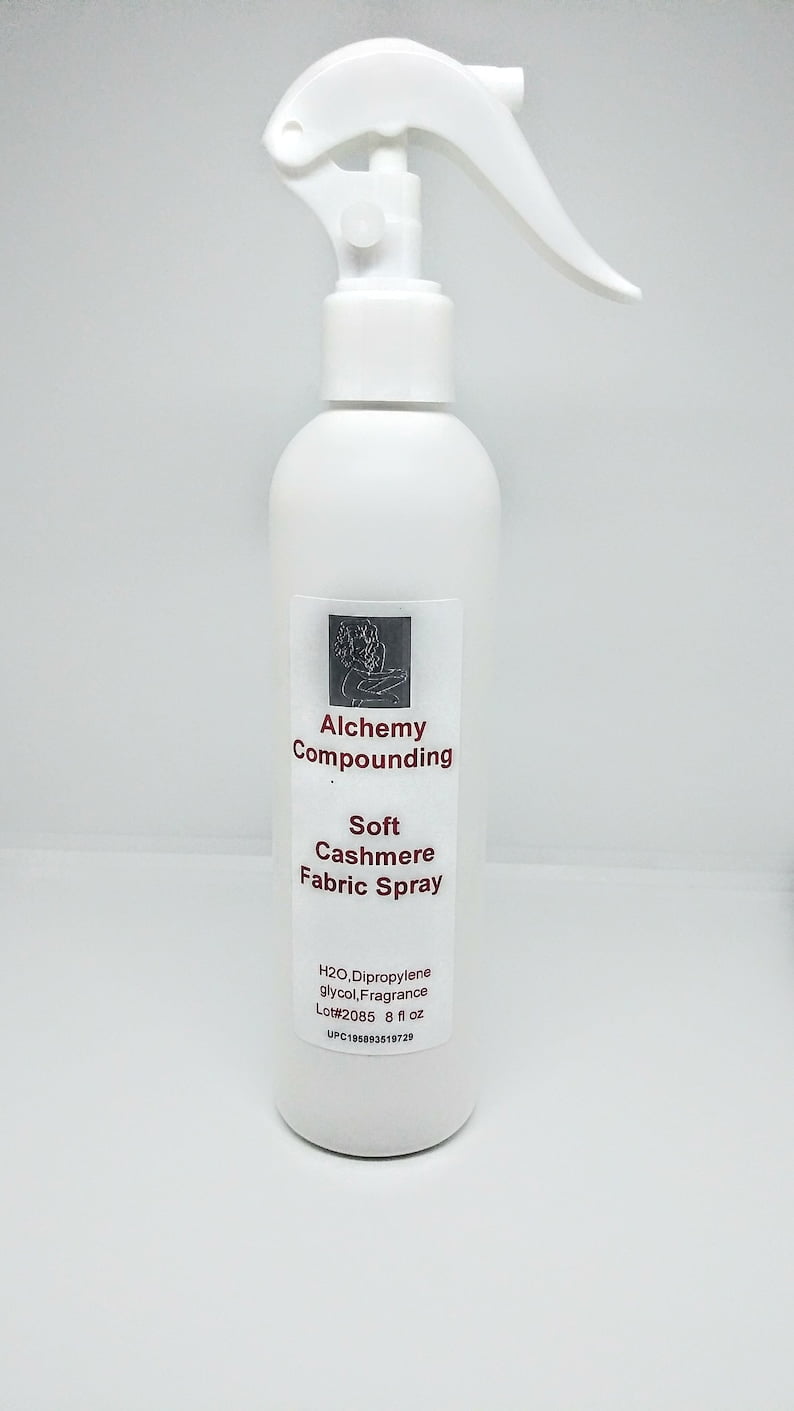 Alchemy
Compounding
Soft
Cashmere
Fabric Spray
H2O,Dipropylene
glycol,Fragrance
Lot#2085 8 fl oz
UPC195893519729